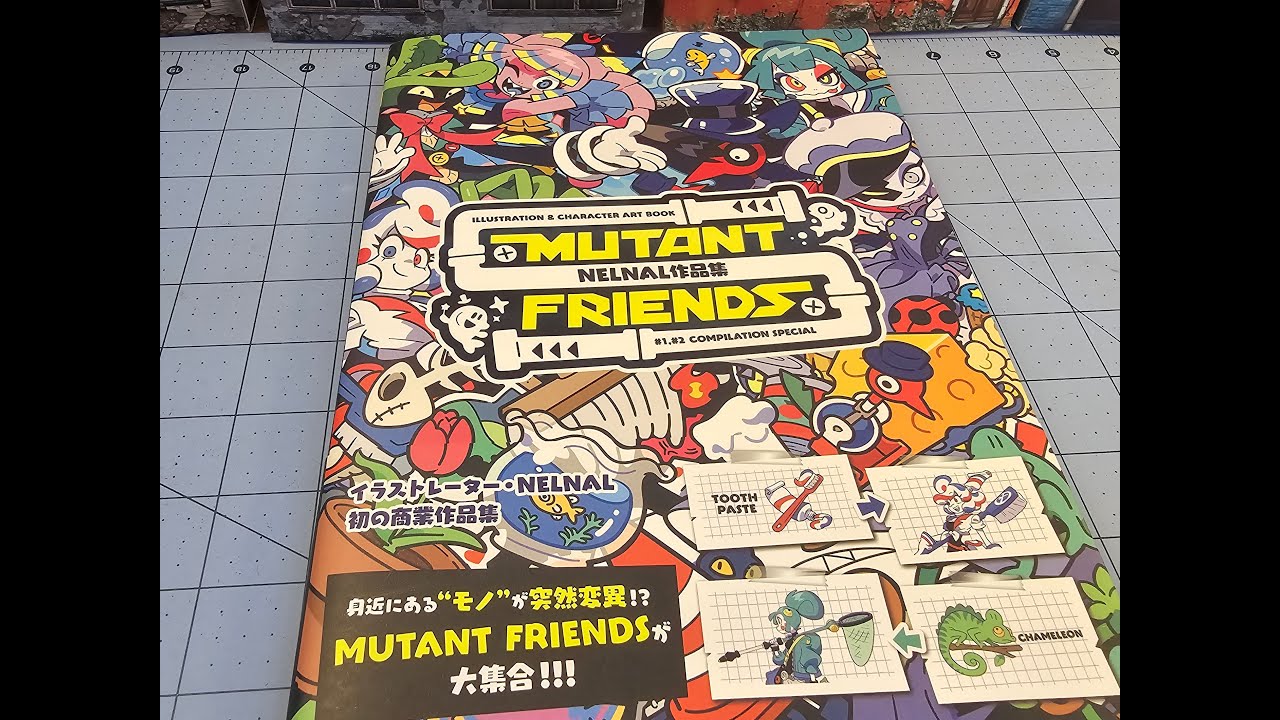 ILLUSTRATION & CHARACTER ART BOOK
MUTANT
NELNAL作品集
FRIENDS
#1,#2 COMPILATION SPECIAL
イラストレーター・NELNAL
初の商業作品集
TOOTH
PASTE
CHAMELEON
身近にある“モノ”が突然変異!?
MUTANT FRIENDSが
大集合!!!